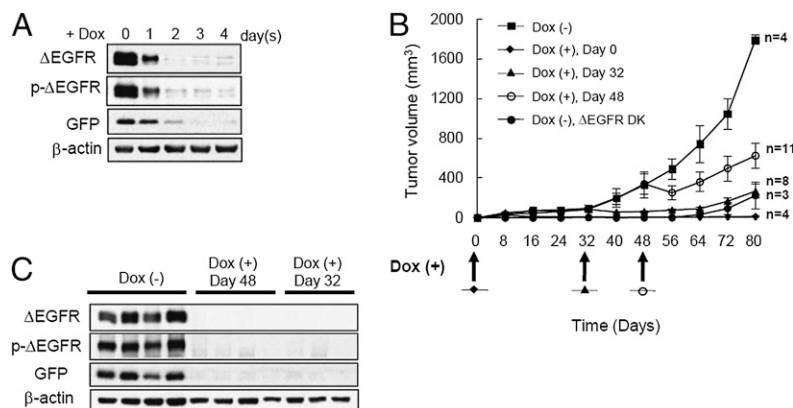 A
+ Dox 0 1 2 3 4 day(s)
ΔEGFR
p-ΔEGFR
GFP
β-actin
B
Tumor volume (mm³)
2000
1600
1200
800
400
0
Dox (-)
Dox (+), Day 0
Dox (+), Day 32
Dox (+), Day 48
Dox (-), ΔEGFR DK
n=4
n=11
n=8
n=3
n=4
0 8 16 24 32 40 48 56 64 72 80
Dox (+)
Time (Days)
C
Dox (-)
Dox (+)
Day 48
Dox (+)
Day 32
ΔEGFR
p-ΔEGFR
GFP
β-actin